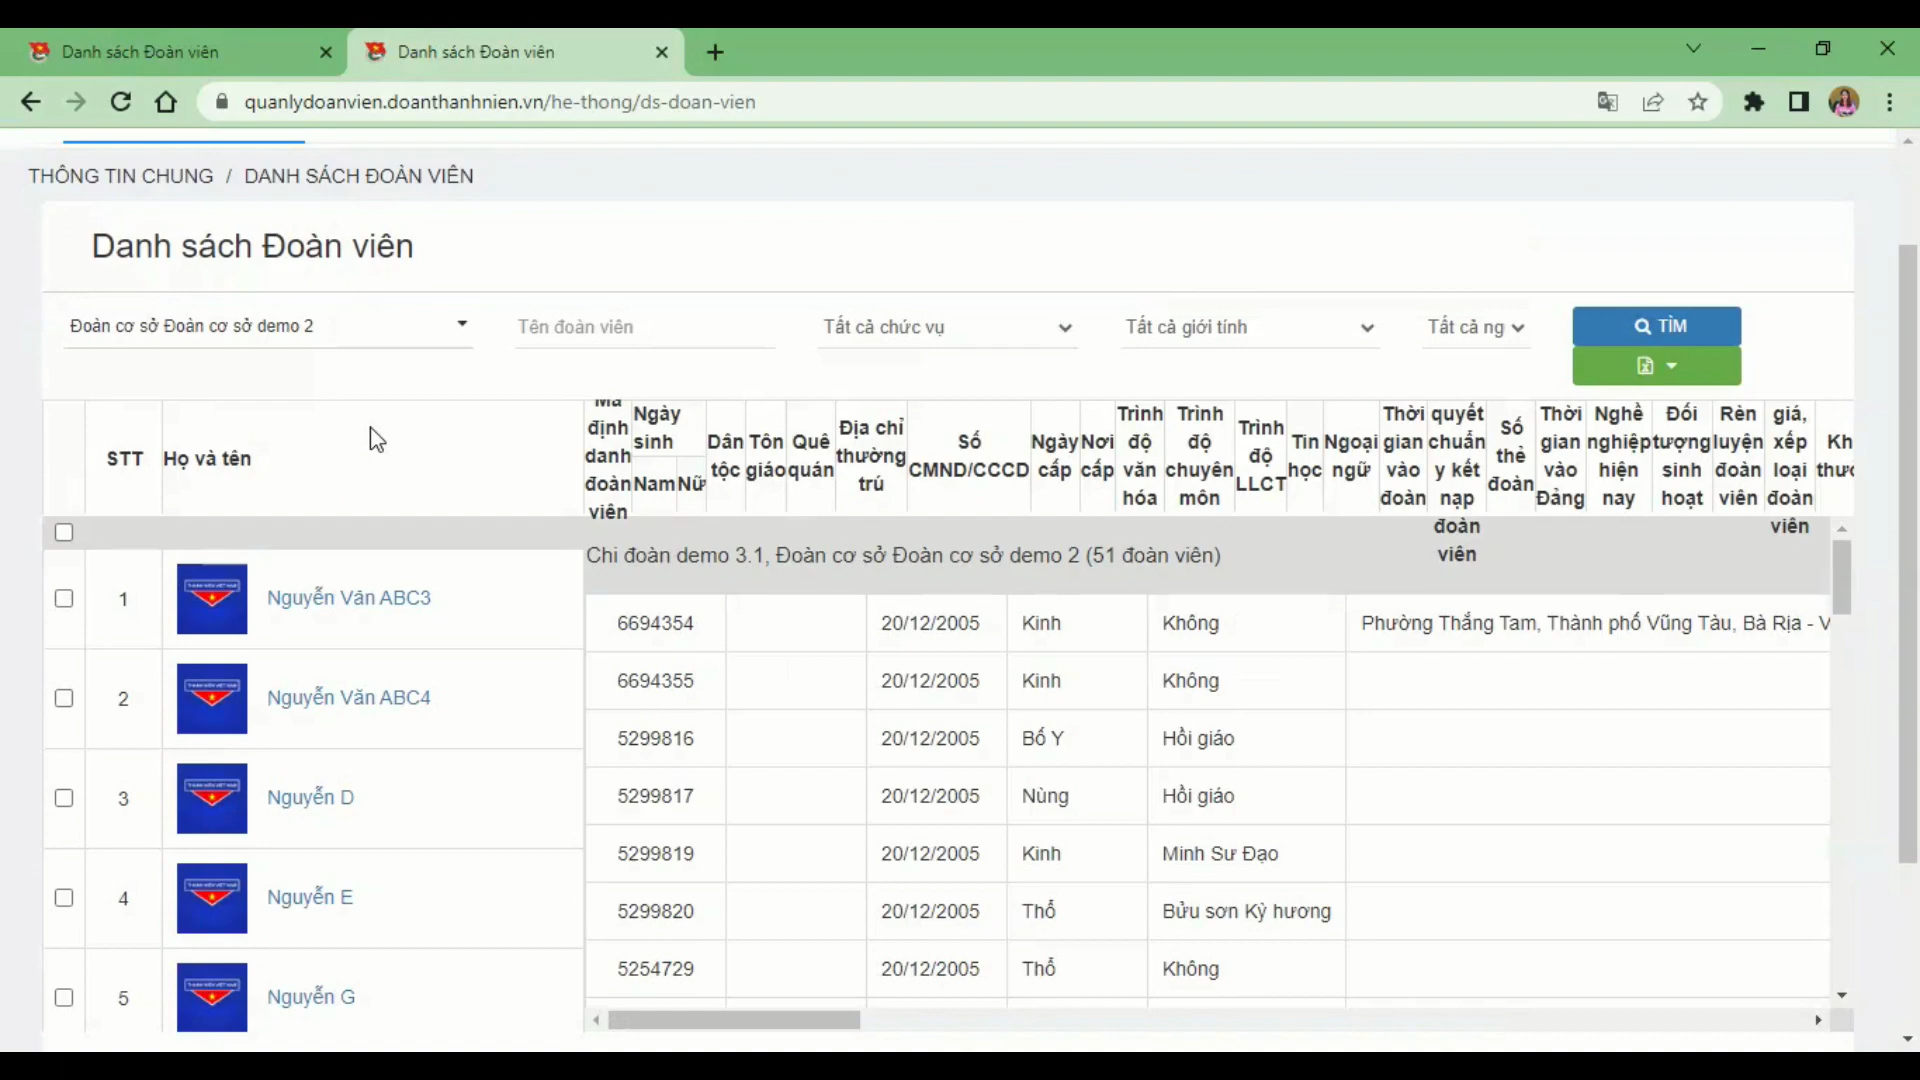 Danh sách Đoàn viên
Danh sách Đoàn viên
quanlydoanvien.doanthanhnien.vn/he-thong/ds-doan-vien
THÔNG TIN CHUNG / DANH SÁCH ĐOÀN VIÊN
Danh sách Đoàn viên
Đoàn cơ sở Đoàn cơ sở demo 2
Tên đoàn viên
Tất cả chức vụ
Tất cả giới tính
Tất cả ng
TÌM
STT
Họ và tên
Mã định danh đoàn viên
Ngày sinh
Nam
Nữ
Dân tộc
Tôn giáo
Quê quán
Địa chỉ thường trú
Số CMND/CCCD
Ngày cấp
Nơi cấp
Trình độ văn hóa
Trình độ chuyên môn
Trình độ LLCT
Tin học
Ngoại ngữ
Thời gian vào đoàn
quyết chuẩn y kết nạp đoàn viên
Số thẻ đoàn
Thời gian vào Đảng
Nghề nghiệp hiện nay
Đối tượng sinh hoạt
Rèn luyện đoàn viên
giá, xếp loại đoàn viên
Kh
Chi đoàn demo 3.1, Đoàn cơ sở Đoàn cơ sở demo 2 (51 đoàn viên)
1 Nguyễn Văn ABC3
2 Nguyễn Văn ABC4
3 Nguyễn D
4 Nguyễn E
5 Nguyễn G
6694354 20/12/2005 Kinh Không Phường Thắng Tam, Thành phố Vũng Tàu, Bà Rịa - V
6694355 20/12/2005 Kinh Không
5299816 20/12/2005 Bố Y Hồi giáo
5299817 20/12/2005 Nùng Hồi giáo
5299819 20/12/2005 Kinh Minh Sư Đạo
5299820 20/12/2005 Thổ Bửu sơn Kỳ hương
5254729 20/12/2005 Thổ Không